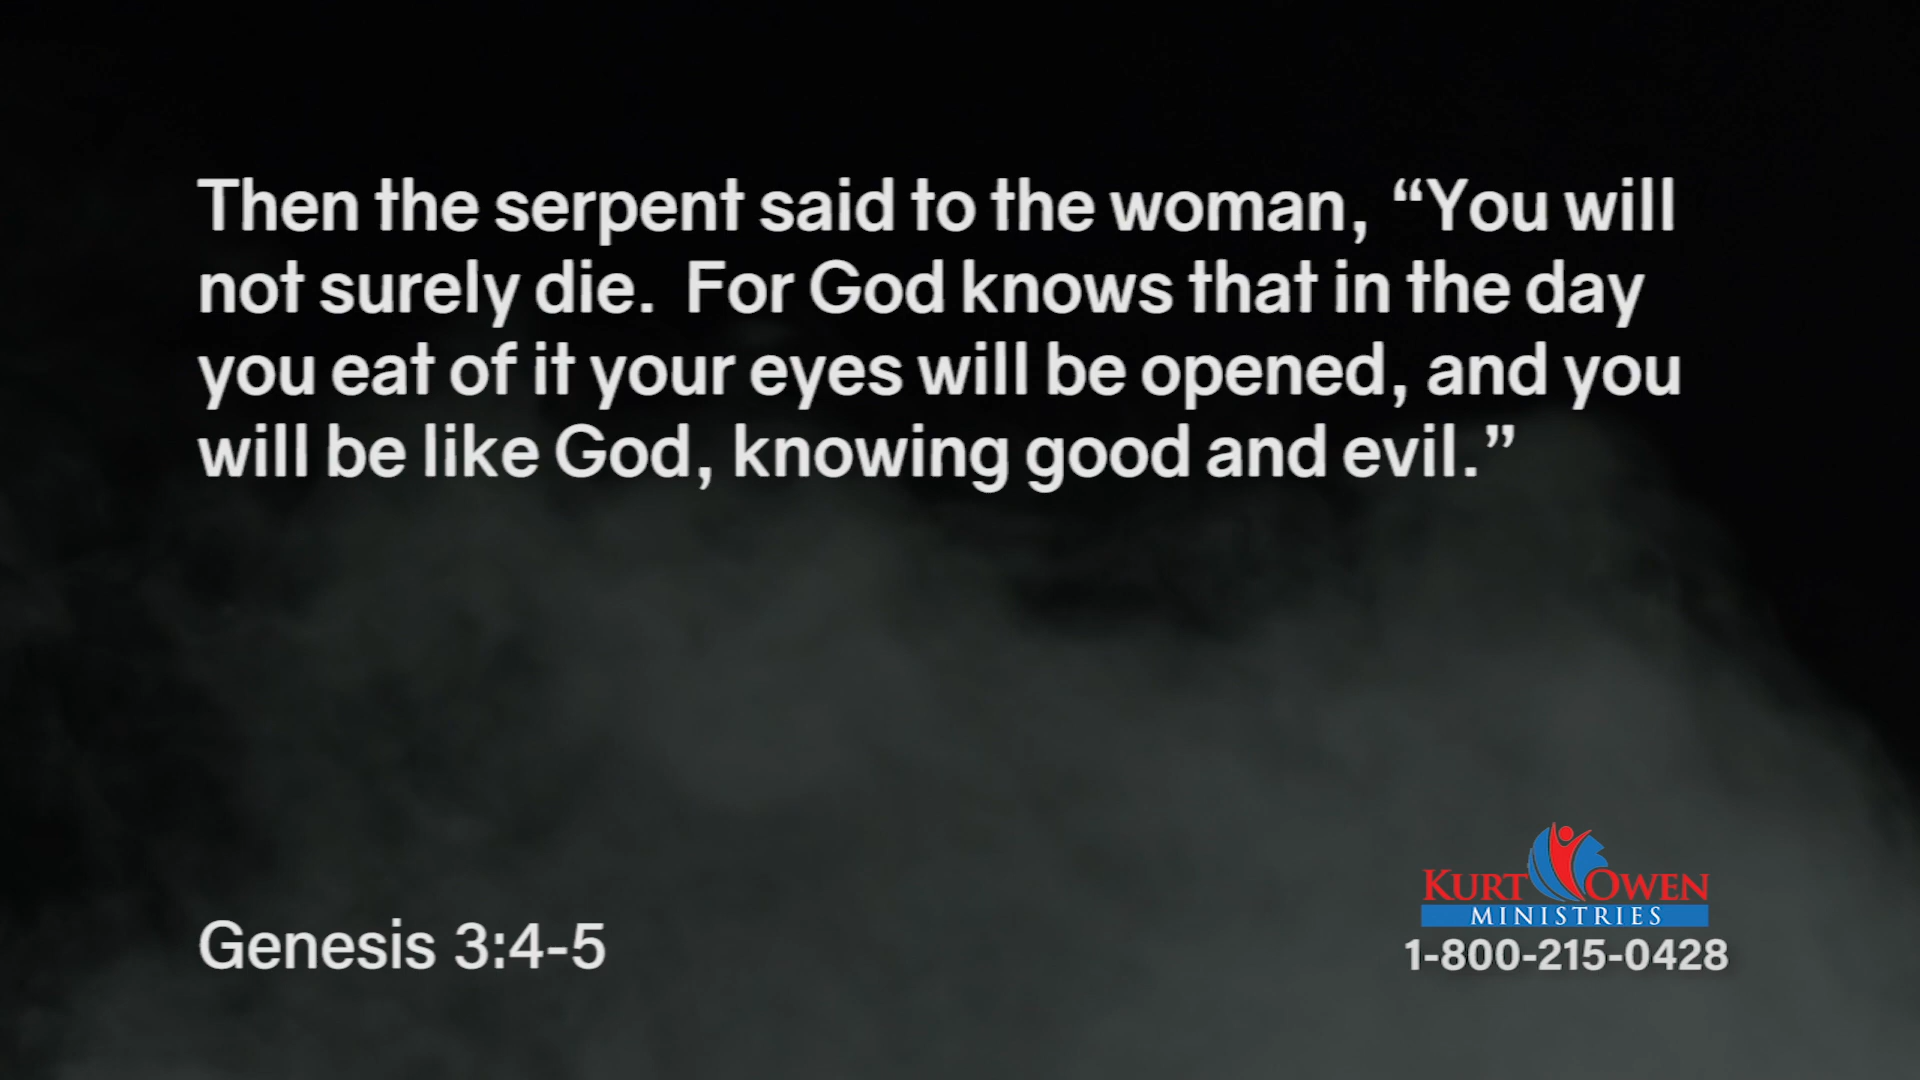 Then the serpent said to the woman, “You will
not surely die.  For God knows that in the day
you eat of it your eyes will be opened, and you
will be like God, knowing good and evil.”
Genesis 3:4-5
KURT OWEN
MINISTRIES
1-800-215-0428